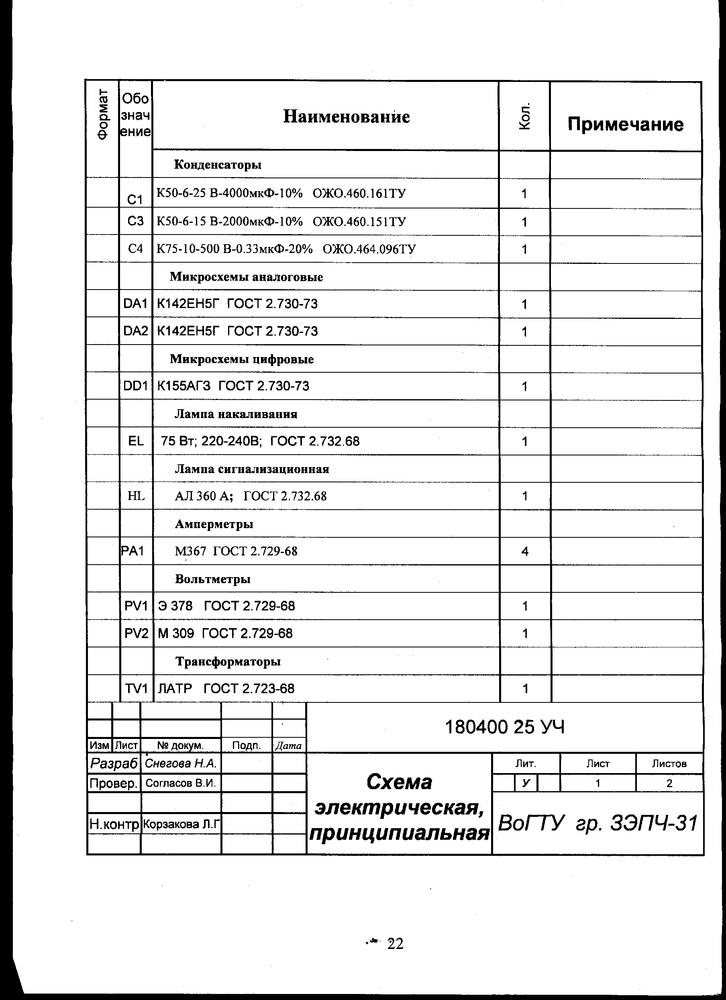 Формат
Обо
знач
ение
Наименование
Кол.
Примечание
Конденсаторы
C1 К50-6-25 В-4000мкФ-10% ОЖО.460.161ТУ 1
C3 К50-6-15 В-2000мкФ-10% ОЖО.460.151ТУ 1
C4 К75-10-500 В-0.33мкФ-20% ОЖО.464.096ТУ 1
Микросхемы аналоговые
DA1 К142ЕН5Г ГОСТ 2.730-73 1
DA2 К142ЕН5Г ГОСТ 2.730-73 1
Микросхемы цифровые
DD1 К155АГ3 ГОСТ 2.730-73 1
Лампа накаливания
EL 75 Вт; 220-240В; ГОСТ 2.732.68 1
Лампа сигнализационная
HL АЛ 360 А; ГОСТ 2.732.68 1
Амперметры
PA1 М367 ГОСТ 2.729-68 4
Вольтметры
PV1 Э 378 ГОСТ 2.729-68 1
PV2 М 309 ГОСТ 2.729-68 1
Трансформаторы
TV1 ЛАТР ГОСТ 2.723-68 1
180400 25 УЧ
Изм Лист № докум. Подп. Дата
Разраб Снегова Н.А.
Провер. Согласов В.И.
Н.контр Корзакова Л.Г
Схема
электрическая,
принципиальная
Лит. Лист Листов
У 1 2
ВоГТУ гр. ЗЭПЧ-31
22